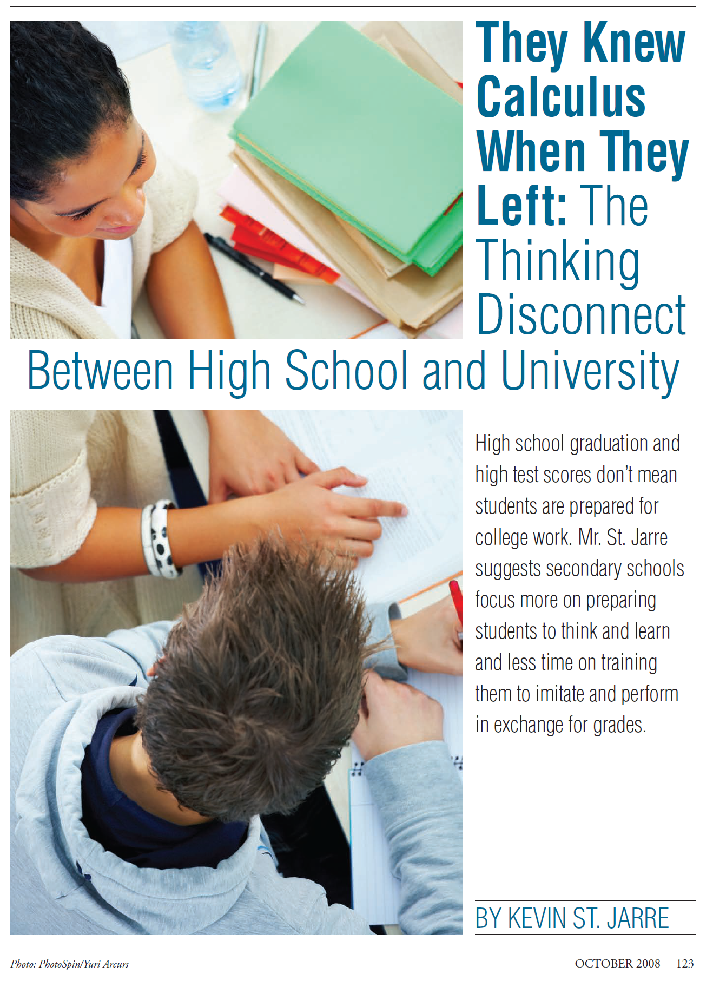 They Knew
Calculus
When They
Left: The
Thinking
Disconnect
Between High School and University
High school graduation and
high test scores don't mean
students are prepared for
college work. Mr. St. Jarre
suggests secondary schools
focus more on preparing
students to think and learn
and less time on training
them to imitate and perform
in exchange for grades.
BY KEVIN ST. JARRE
Photo: PhotoSpin/Yuri Arcurs
OCTOBER 2008 123